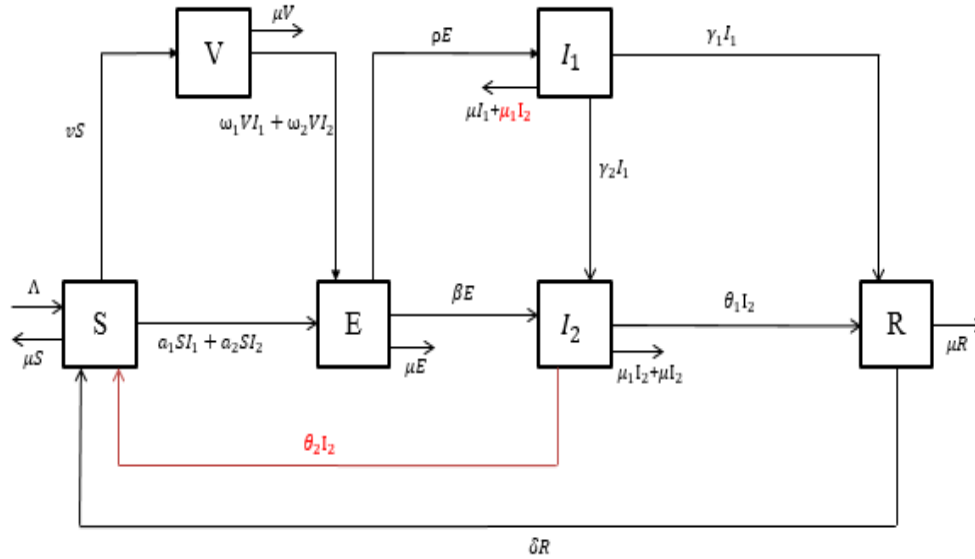 μV
V
ρE
I₁
γ₁I₁
μI₁+μ₁I₂
ω₁VI₁ + ω₂VI₂
νS
γ₂I₁
Λ
S
μS
a₁SI₁ + a₂SI₂
E
βE
μE
I₂
θ₁I₂
μ₁I₂+μI₂
R
μR
θ₂I₂
δR